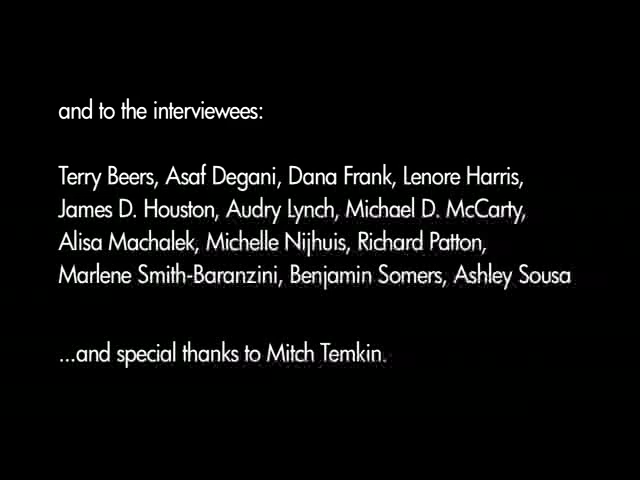 and to the interviewees:
Terry Beers, Asaf Degani, Dana Frank, Lenore Harris,
James D. Houston, Audry Lynch, Michael D. McCarty,
Alisa Machalek, Michelle Nijhuis, Richard Patton,
Marlene Smith-Baranzini, Benjamin Somers, Ashley Sousa
...and special thanks to Mitch Temkin.